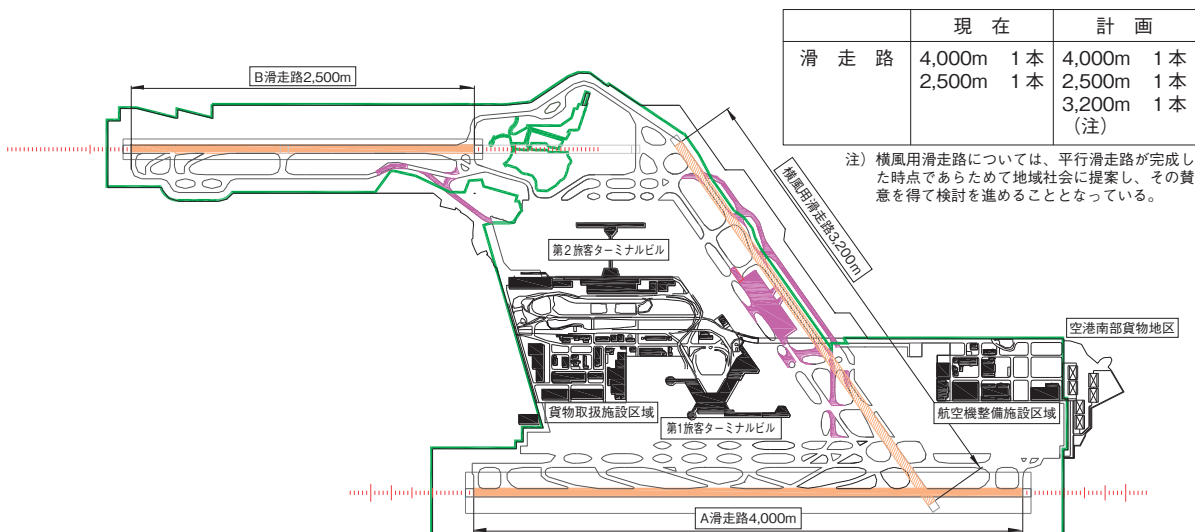 現 在
計 画
滑 走 路
4,000m 1本
2,500m 1本
4,000m 1本
2,500m 1本
3,200m 1本
（注）
注）横風用滑走路については、平行滑走路が完成し
た時点であらためて地域社会に提案し、その賛
意を得て検討を進めることとなっている。
B滑走路2,500m
横風用滑走路3,200m
第2旅客ターミナルビル
空港南部貨物地区
貨物取扱施設区域
第1旅客ターミナルビル
航空機整備施設区域
A滑走路4,000m